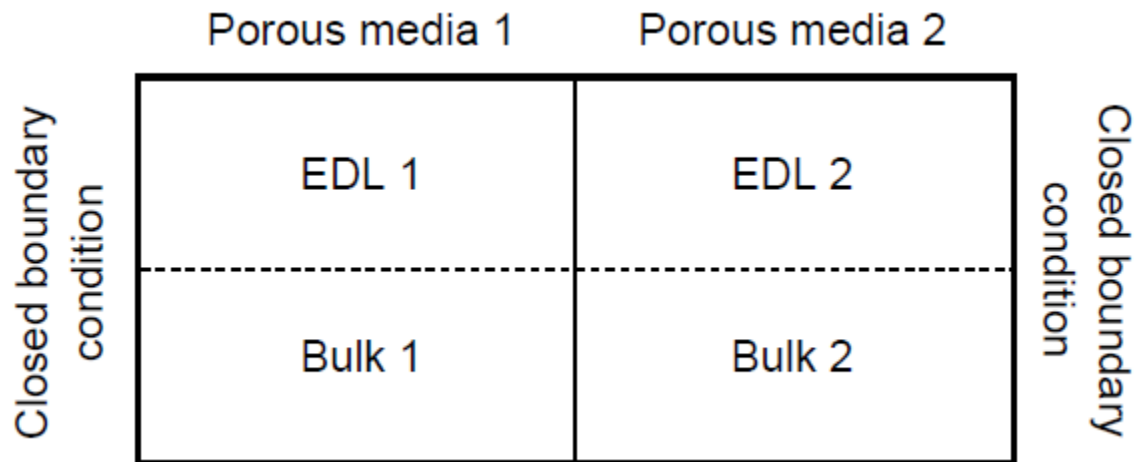 Porous media 1
Porous media 2
Closed boundary
condition
EDL 1
EDL 2
Bulk 1
Bulk 2
Closed boundary
condition